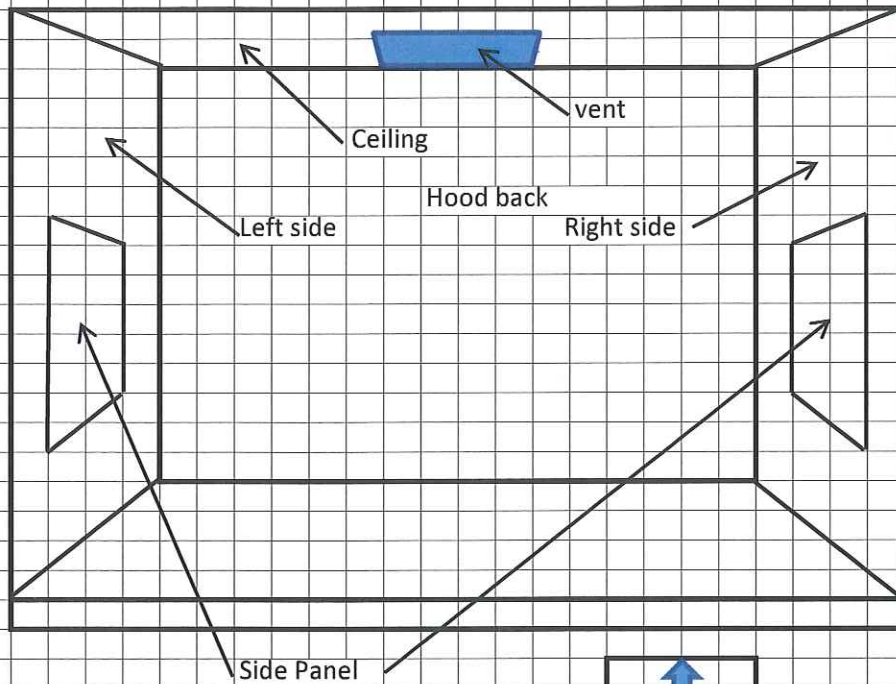 vent
Ceiling
Hood back
Left side
Right side
Side Panel